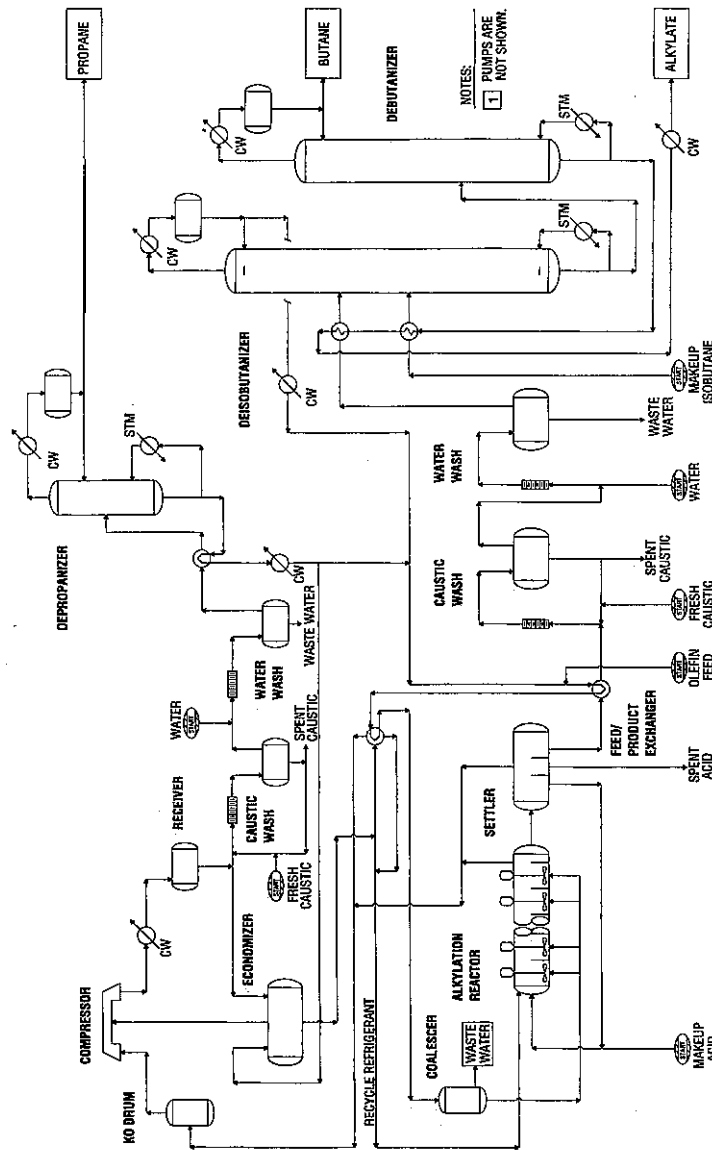 COMPRESSOR
CW
KO DRUM
RECEIVER
ECONOMIZER
START
FRESH
CAUSTIC
CAUSTIC
WASH
SPENT
CAUSTIC
WATER
START
WATER
WASH
WASTE WATER
DEPROPANIZER
CW
STM
CW
PROPANE
RECYCLE REFRIGERANT
COALESCER
WASTE
WATER
ALKYLATION
REACTOR
START
MAKEUP
ACID
SETTLER
SPENT
ACID
FEED/
PRODUCT
EXCHANGER
START
OLEFIN
FEED
START
FRESH
CAUSTIC
CAUSTIC
WASH
SPENT
CAUSTIC
START
WATER
WATER
WASH
WASTE
WATER
START
MAKEUP
ISOBUTANE
DEISOBUTANIZER
CW
CW
STM
DEBUTANIZER
CW
STM
BUTANE
NOTES:
1 PUMPS ARE
NOT SHOWN.
CW
ALKYLATE